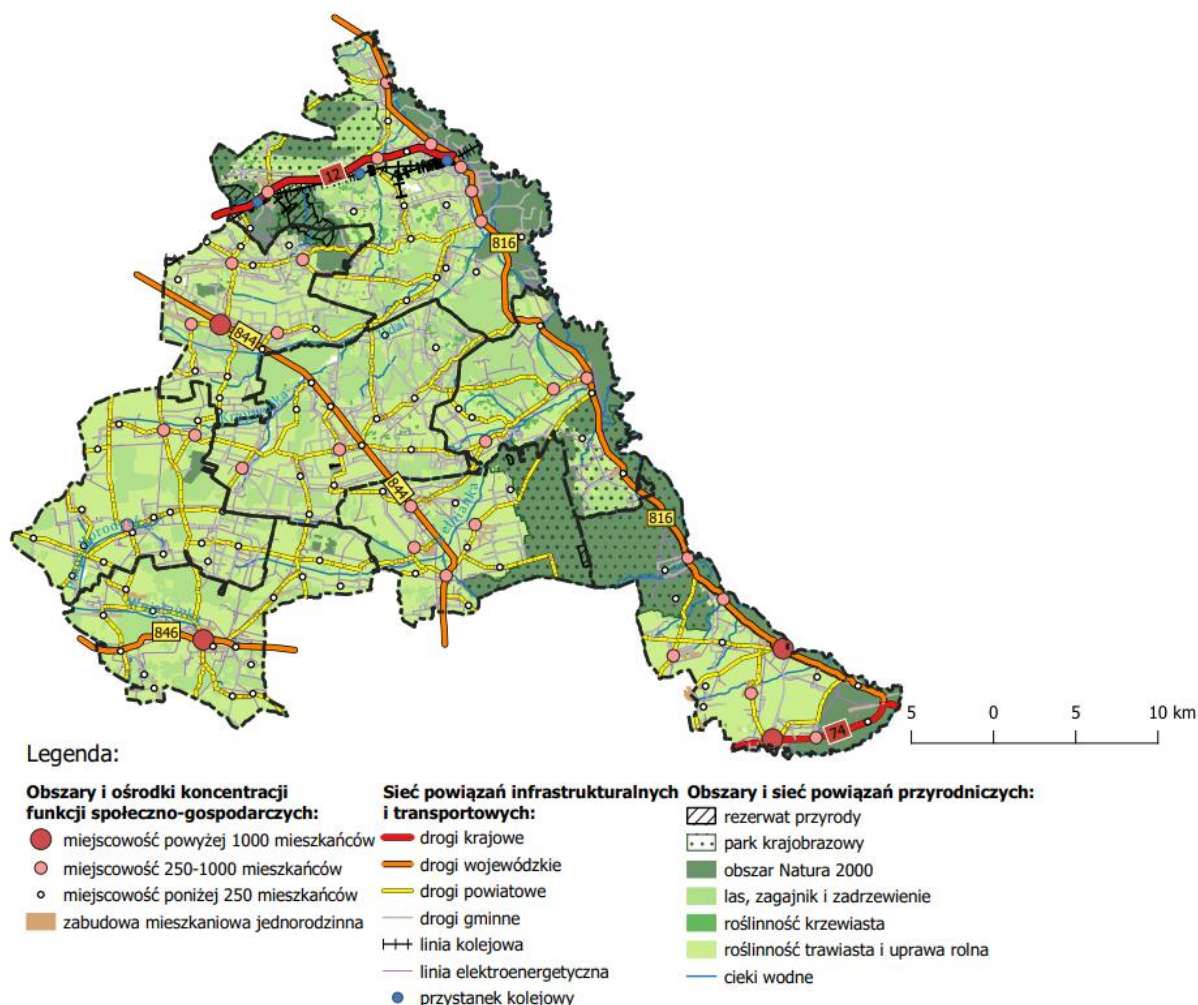 12
816
844
Udal
844
816
846
74
5 0 5 10 km
Legenda:
Obszary i ośrodki koncentracji
funkcji społeczno-gospodarczych:
miejscowość powyżej 1000 mieszkańców
miejscowość 250-1000 mieszkańców
miejscowość poniżej 250 mieszkańców
zabudowa mieszkaniowa jednorodzinna
Sieć powiązań infrastrukturalnych
i transportowych:
drogi krajowe
drogi wojewódzkie
drogi powiatowe
drogi gminne
linia kolejowa
linia elektroenergetyczna
przystanek kolejowy
Obszary i sieć powiązań przyrodniczych:
rezerwat przyrody
park krajobrazowy
obszar Natura 2000
las, zagajnik i zadrzewienie
roślinność krzewiasta
roślinność trawiasta i uprawa rolna
cieki wodne